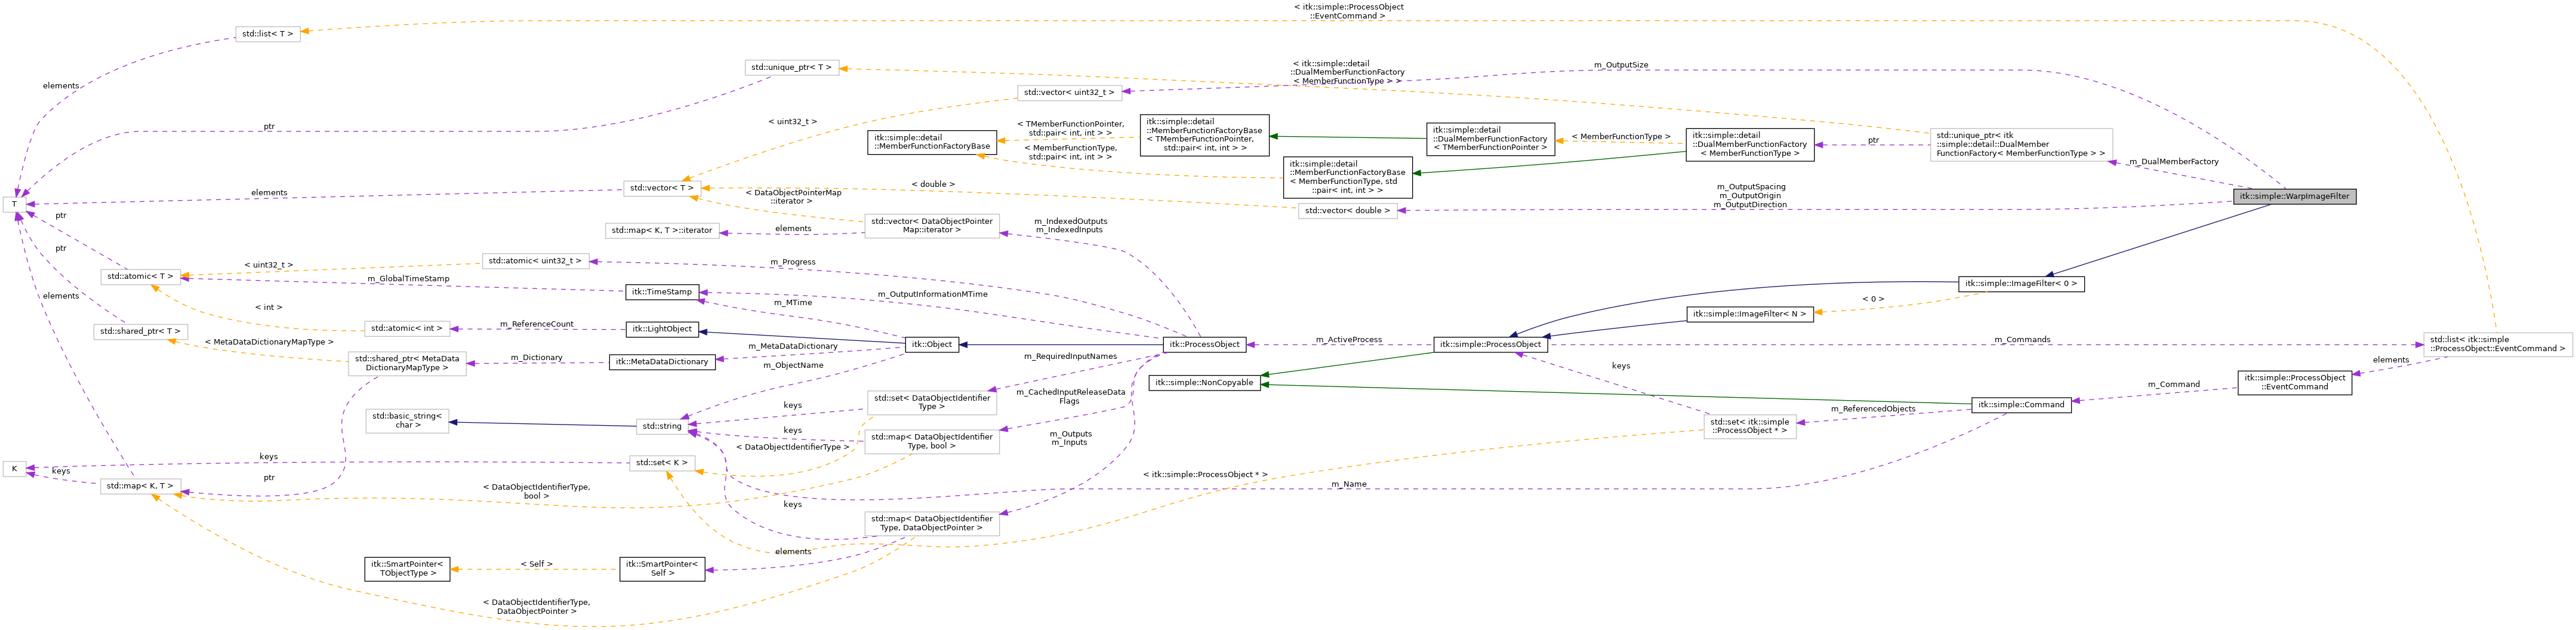 < itk::simple::ProcessObject
::EventCommand >
std::list< T >
elements
std::unique_ptr< T >
ptr
< itk::simple::detail
::DualMemberFunctionFactory
< MemberFunctionType > >
m_OutputSize
std::vector< uint32_t >
< uint32_t >
itk::simple::detail
::MemberFunctionFactoryBase
< TMemberFunctionPointer,
std::pair< int, int > >
< MemberFunctionType,
std::pair< int, int > >
itk::simple::detail
::MemberFunctionFactoryBase
< TMemberFunctionPointer,
std::pair< int, int > >
itk::simple::detail
::DualMemberFunctionFactory
< TMemberFunctionPointer >
< MemberFunctionType >
itk::simple::detail
::DualMemberFunctionFactory
< MemberFunctionType >
ptr
std::unique_ptr< itk
::simple::detail::DualMember
FunctionFactory< MemberFunctionType > >
m_DualMemberFactory
itk::simple::detail
::MemberFunctionFactoryBase
< MemberFunctionType, std
::pair< int, int > >
itk::simple::WarpImageFilter
std::vector< T >
elements
< double >
< DataObjectPointerMap
::iterator >
m_OutputSpacing
m_OutputOrigin
m_OutputDirection
std::vector< double >
T
ptr
std::vector< DataObjectPointer
Map::iterator >
std::map< K, T >::iterator
elements
m_IndexedOutputs
m_IndexedInputs
ptr
std::atomic< T >
< uint32_t >
std::atomic< uint32_t >
m_Progress
m_GlobalTimeStamp
itk::TimeStamp
m_OutputInformationMTime
m_MTime
itk::simple::ImageFilter< 0 >
< 0 >
itk::simple::ImageFilter< N >
elements
< int >
std::shared_ptr< T >
std::atomic< int >
m_ReferenceCount
itk::LightObject
< MetaDataDictionaryMapType >
itk::Object
itk::ProcessObject
m_ActiveProcess
itk::simple::ProcessObject
m_Commands
std::list< itk::simple
::ProcessObject::EventCommand >
m_MetaDataDictionary
std::shared_ptr< MetaData
DictionaryMapType >
m_Dictionary
itk::MetaDataDictionary
m_RequiredInputNames
m_ObjectName
keys
elements
itk::simple::NonCopyable
itk::simple::ProcessObject
::EventCommand
m_Command
itk::simple::Command
m_ReferencedObjects
std::set< itk::simple
::ProcessObject * >
m_CachedInputReleaseData
Flags
std::set< DataObjectIdentifier
Type >
keys
std::basic_string<
char >
std::string
keys
std::map< DataObjectIdentifier
Type, bool >
m_Outputs
m_Inputs
< DataObjectIdentifierType >
K
keys
keys
std::set< K >
ptr
std::map< K, T >
< DataObjectIdentifierType,
bool >
< itk::simple::ProcessObject * >
m_Name
keys
std::map< DataObjectIdentifier
Type, DataObjectPointer >
elements
itk::SmartPointer<
TObjectType >
< Self >
itk::SmartPointer<
Self >
< DataObjectIdentifierType,
DataObjectPointer >